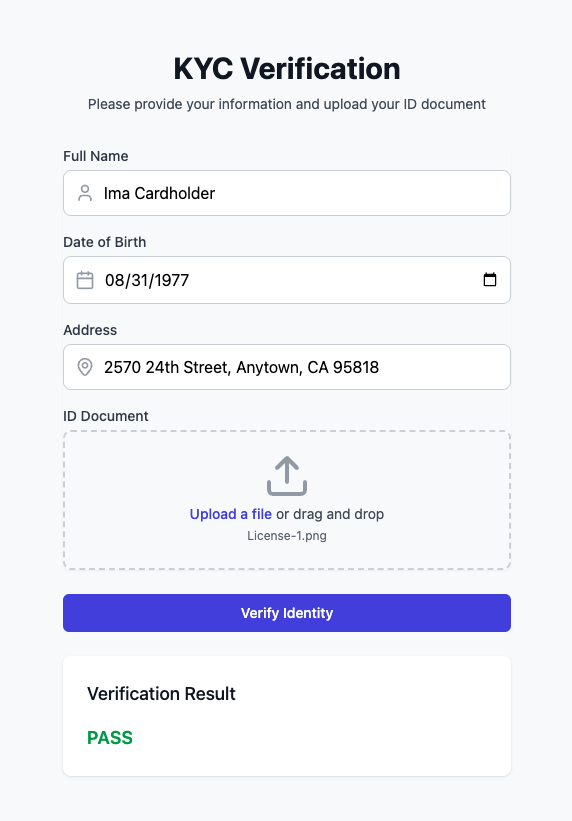 KYC Verification
Please provide your information and upload your ID document
Full Name
Ima Cardholder
Date of Birth
08/31/1977
Address
2570 24th Street, Anytown, CA 95818
ID Document
Upload a file or drag and drop
License-1.png
Verify Identity
Verification Result
PASS